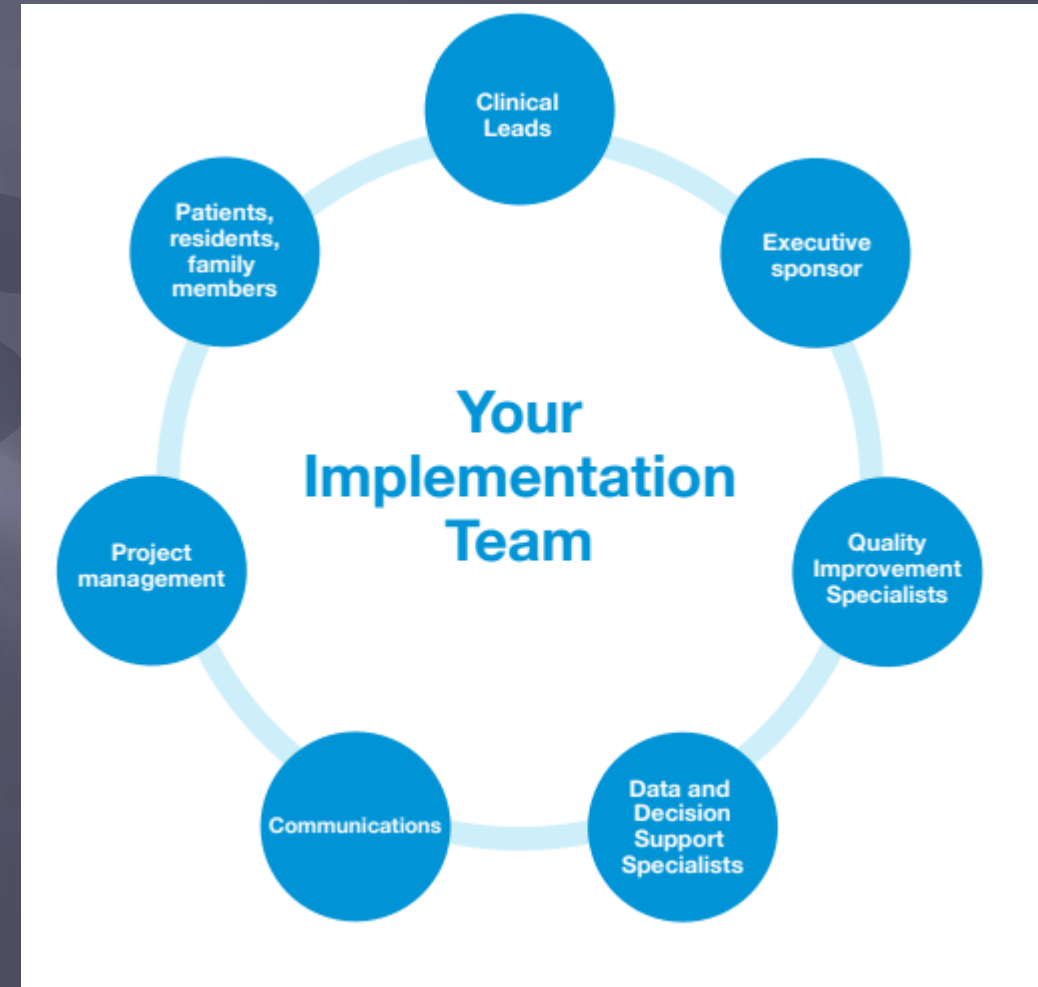 Clinical
Leads
Executive
sponsor
Quality
Improvement
Specialists
Data and
Decision
Support
Specialists
Communications
Project
management
Patients,
residents,
family
members
Your
Implementation
Team